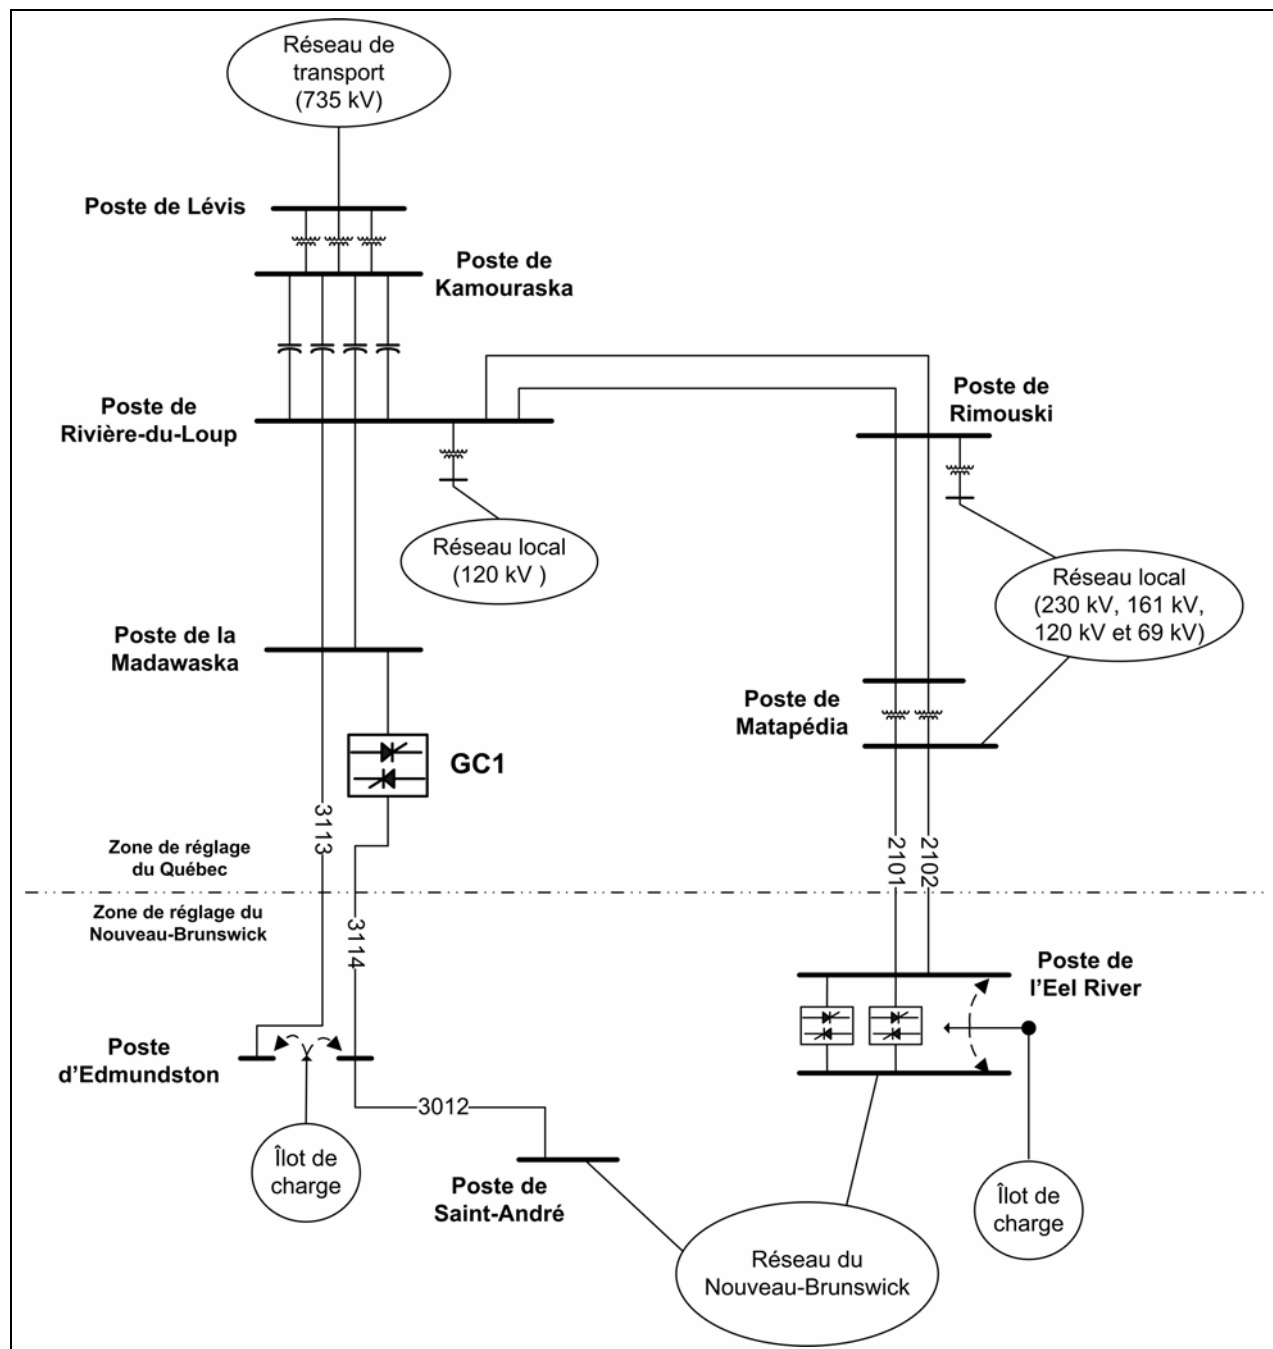 Réseau de
transport
(735 kV)
Poste de Lévis
Poste de
Kamouraska
Poste de
Rivière-du-Loup
Poste de
Rimouski
Réseau local
(120 kV )
Réseau local
(230 kV, 161 kV,
120 kV et 69 kV)
Poste de la
Madawaska
Poste de
Matapédia
GC1
3113
2101
2102
Zone de réglage
du Québec
Zone de réglage du
Nouveau-Brunswick
3114
Poste de
l'Eel River
Poste
d'Edmundston
3012
Îlot de
charge
Poste de
Saint-André
Îlot de
charge
Réseau du
Nouveau-Brunswick